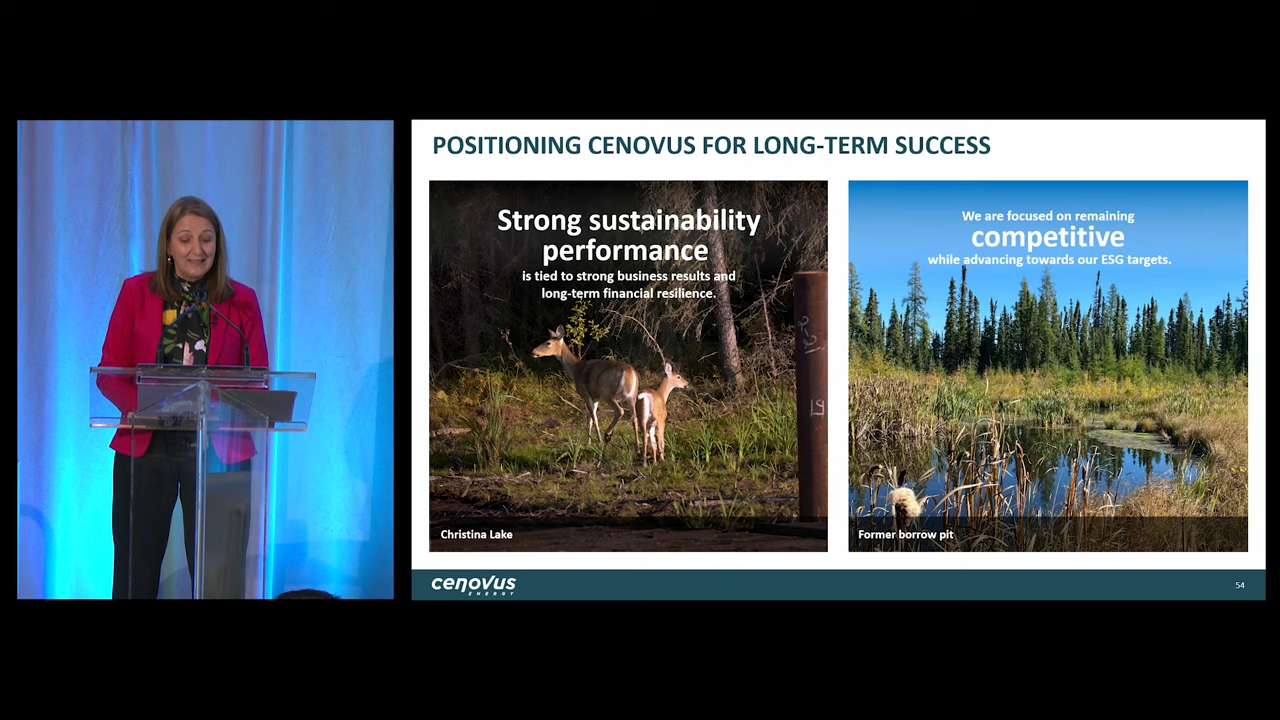 POSITIONING CENOVUS FOR LONG-TERM SUCCESS
Strong sustainability
performance
is tied to strong business results and
long-term financial resilience.
Christina Lake
We are focused on remaining
competitive
while advancing towards our ESG targets.
Former borrow pit
cenovus
ENERGY
54